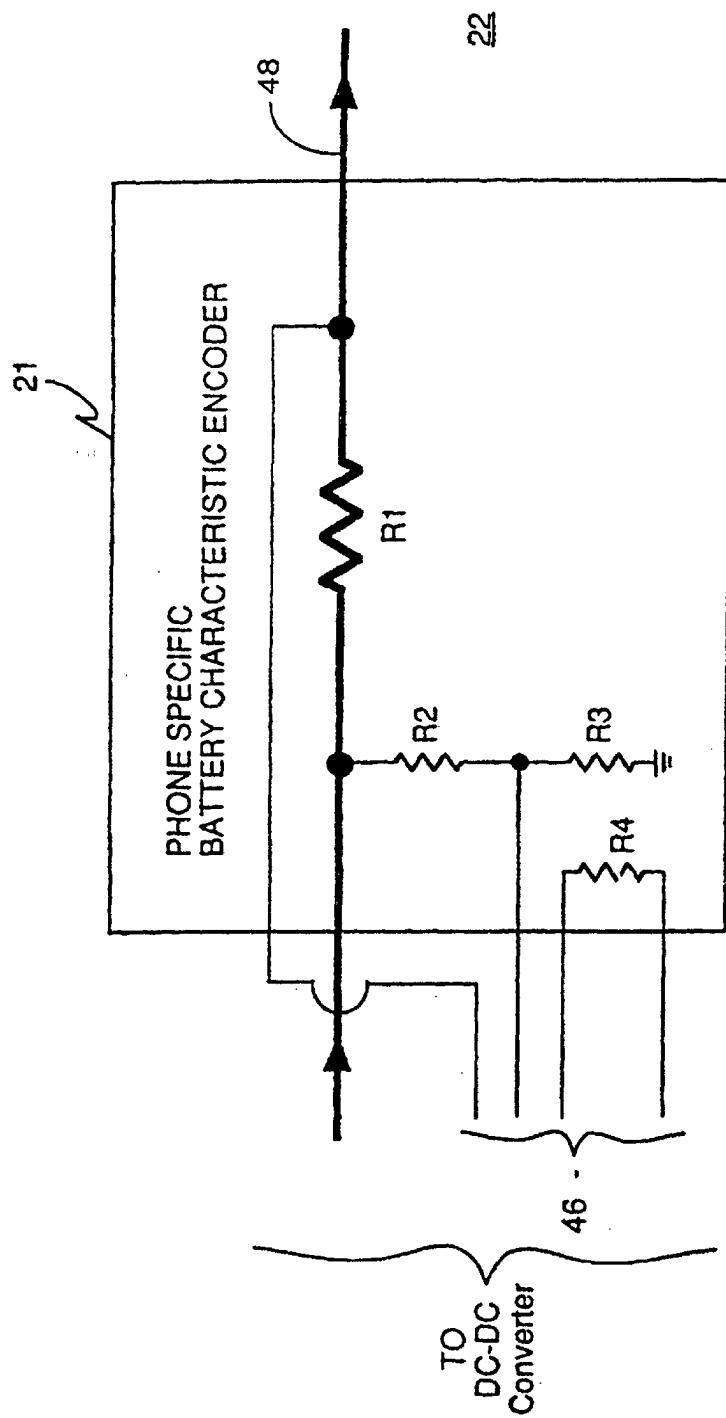 21
PHONE SPECIFIC
BATTERY CHARACTERISTIC ENCODER
48
22
R1
R2
R3
R4
46
TO
DC-DC
Converter